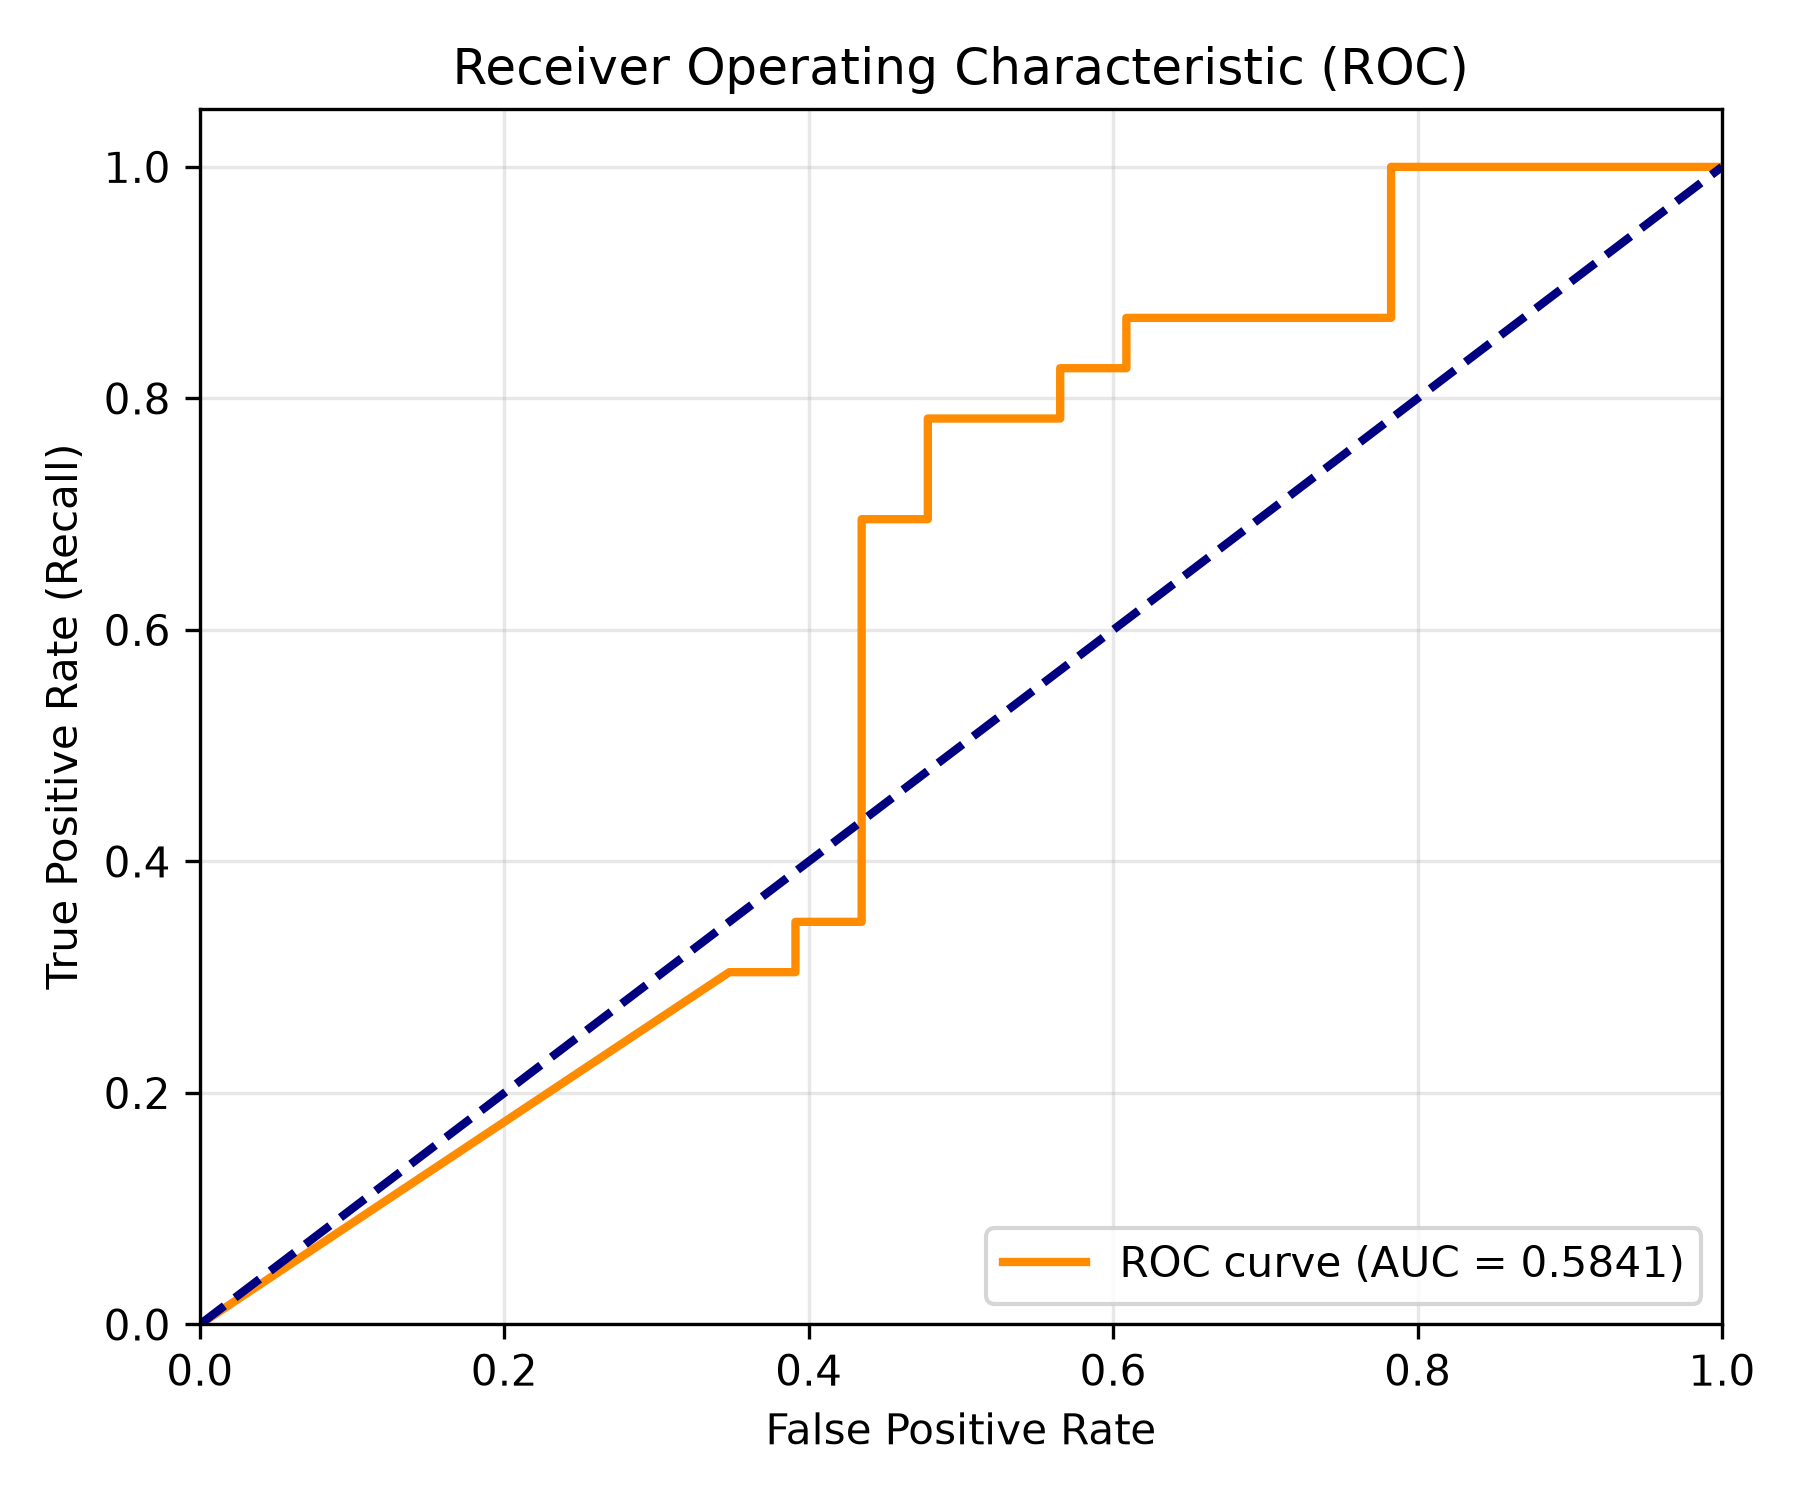 Receiver Operating Characteristic (ROC)
True Positive Rate (Recall)
1.0
0.8
0.6
0.4
0.2
0.0
0.0 0.2 0.4 0.6 0.8 1.0
False Positive Rate
ROC curve (AUC = 0.5841)